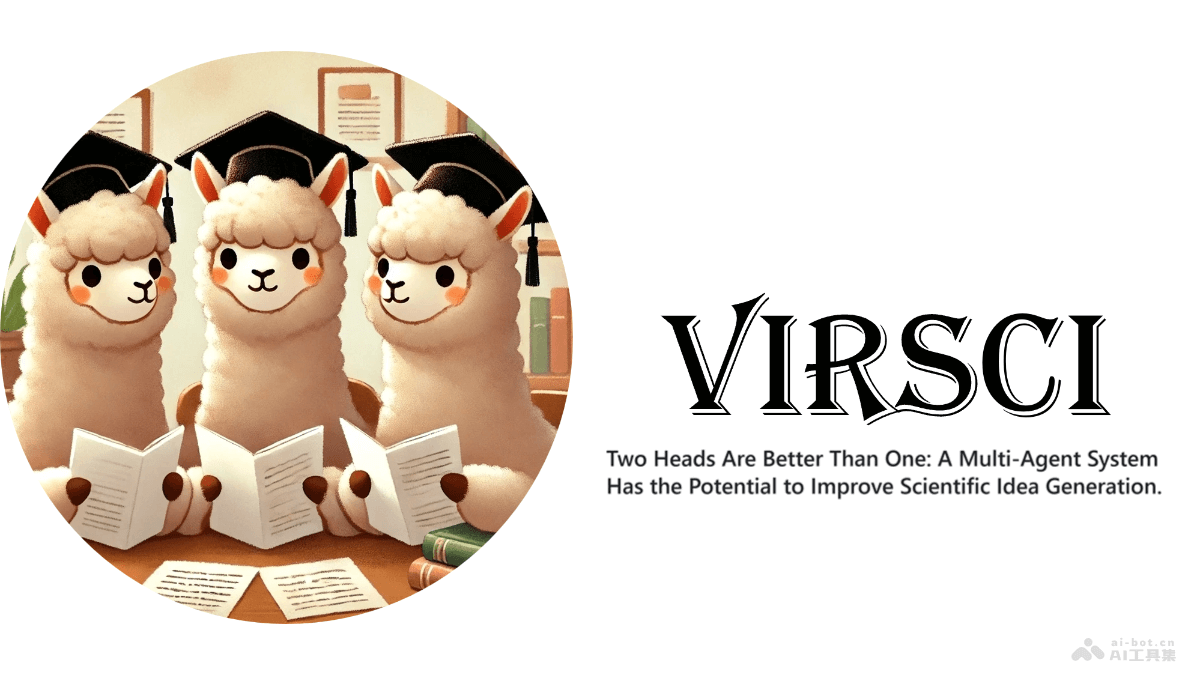 VIRSCI
Two Heads Are Better Than One: A Multi-Agent System
Has the Potential to Improve Scientific Idea Generation.
ai-bot.cn
AI工具集